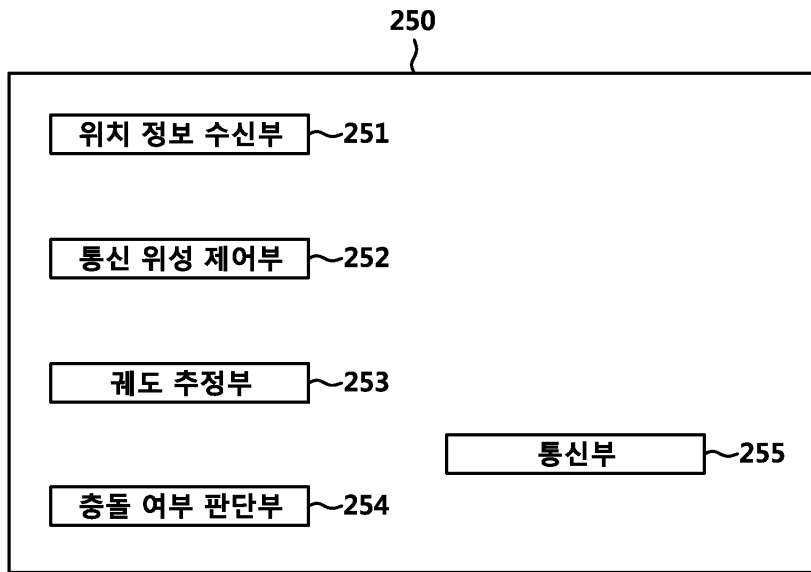 250
위치 정보 수신부 251
통신 위성 제어부 252
궤도 추정부 253
통신부 255
충돌 여부 판단부 254